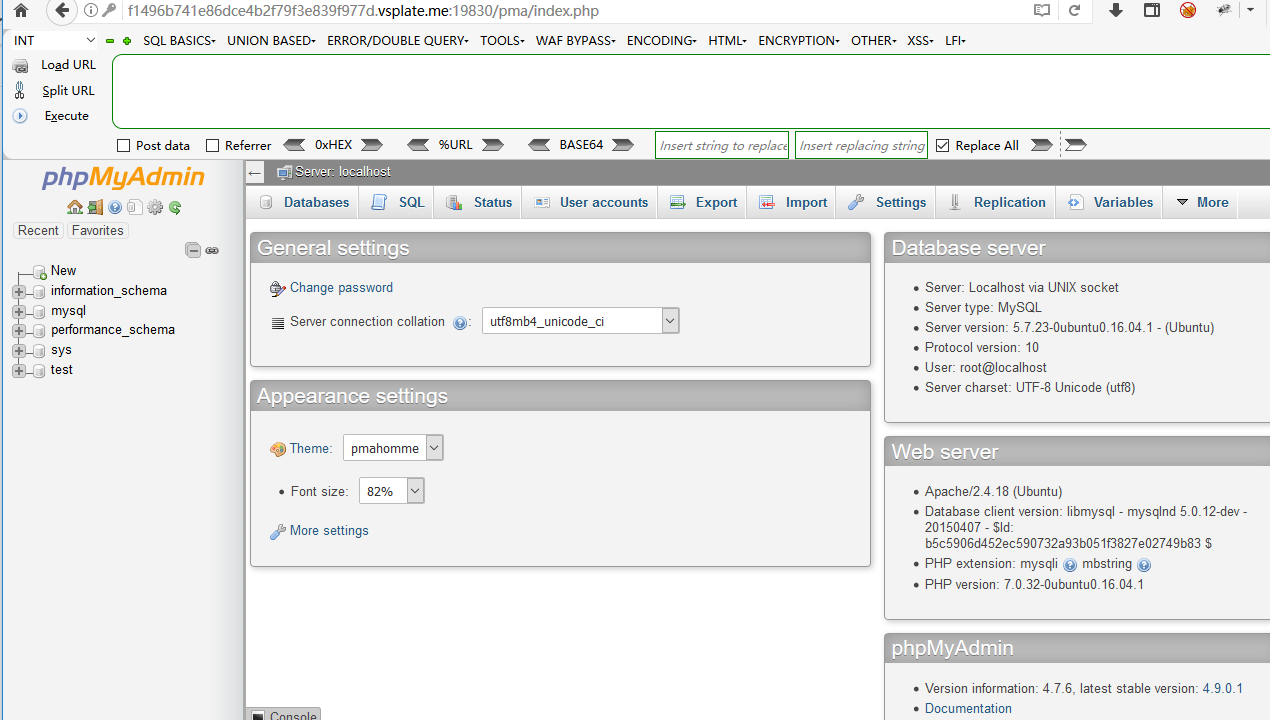 f1496b741e86dce4b2f79f3e839f977d.vsplate.me:19830/pma/index.php
INT SQL BASICS UNION BASED ERROR/DOUBLE QUERY TOOLS WAF BYPASS ENCODING HTML ENCRYPTION OTHER XSS LFI
Load URL
Split URL
Execute
Post data Referrer 0xHEX %URL BASE64 Insert string to replace Insert replacing string Replace All
phpMyAdmin
Recent Favorites
New
information_schema
mysql
performance_schema
sys
test
Server: localhost
Databases SQL Status User accounts Export Import Settings Replication Variables More
General settings
Change password
Server connection collation : utf8mb4_unicode_ci
Appearance settings
Theme: pmahomme
• Font size: 82%
More settings
Console
Database server
• Server: Localhost via UNIX socket
• Server type: MySQL
• Server version: 5.7.23-0ubuntu0.16.04.1 - (Ubuntu)
• Protocol version: 10
• User: root@localhost
• Server charset: UTF-8 Unicode (utf8)
Web server
• Apache/2.4.18 (Ubuntu)
• Database client version: libmysql - mysqlnd 5.0.12-dev -
20150407 - $Id:
b5c5906d452ec590732a93b051f3827e02749b83 $
• PHP extension: mysqli mbstring
• PHP version: 7.0.32-0ubuntu0.16.04.1
phpMyAdmin
• Version information: 4.7.6, latest stable version: 4.9.0.1
• Documentation